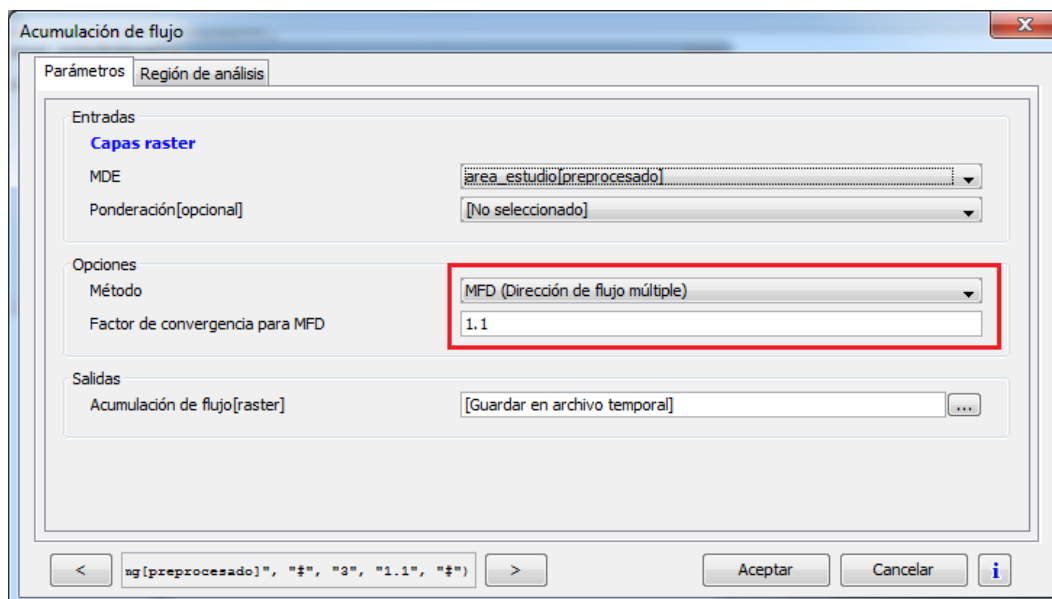 Acumulación de flujo
X
Parámetros
Región de análisis
Entradas
Capas raster
MDE
area_estudio[preprocesado]
Ponderación[opcional]
[No seleccionado]
Opciones
Método
MFD (Dirección de flujo múltiple)
Factor de convergencia para MFD
1.1
Salidas
Acumulación de flujo[raster]
[Guardar en archivo temporal]
...
<
ng[preprocesado]", "#", "3", "1.1", "#")
>
Aceptar
Cancelar
i